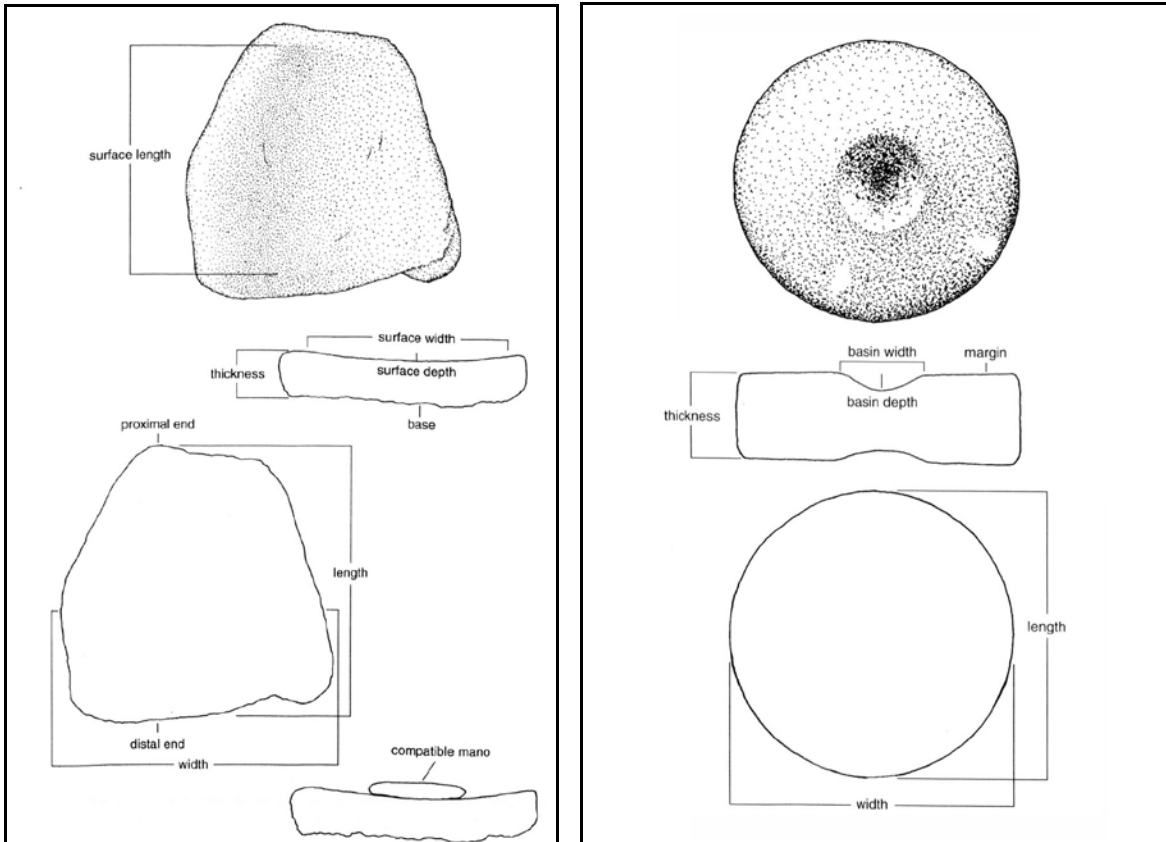 surface length
surface width
thickness
surface depth
base
proximal end
length
distal end
width
compatible mano
basin width
margin
basin depth
thickness
length
width